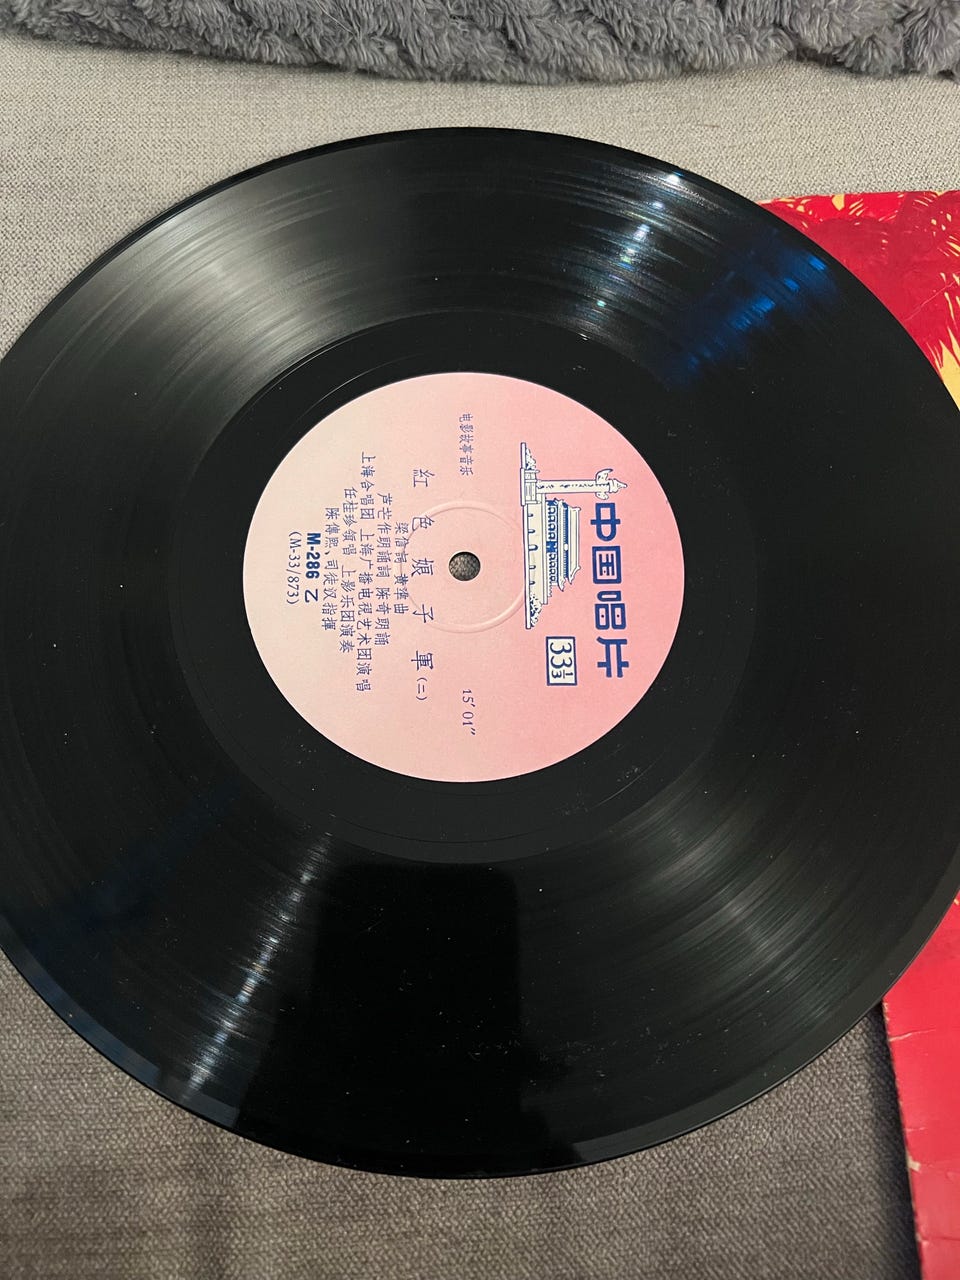 中国唱片
33⅓
电影故事音乐
15′01″
紅色娘子軍(二)
梁信詞 黄準曲
芦芒作朗誦詞 陈奇朗誦
上海合唱团 上海广播电视艺术团演唱
任桂珍領唱 上影乐团演奏
陈傳熙、司徒汉指揮
M-286 乙
(M-33/873)